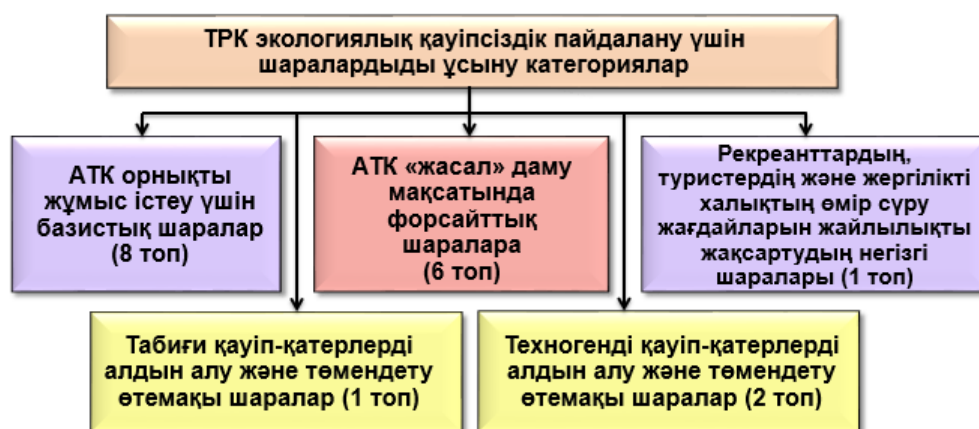 ТРК экологиялық қауіпсіздік пайдалану үшін
шаралардыды ұсыну категориялар
АТК орнықты
жұмыс істеу үшін
базистық шаралар
(8 топ)
АТК «жасал» даму
мақсатында
форсайттық
шаралара
(6 топ)
Рекреанттардың,
туристердің және жергілікті
халықтың өмір сүру
жағдайларын жайлылықты
жақсартудың негізгі
шаралары (1 топ)
Табиғи қауіп-қатерлерді
алдын алу және төмендету
өтемақы шаралар (1 топ)
Техногенді қауіп-қатерлерді
алдын алу және төмендету
өтемақы шаралар (2 топ)